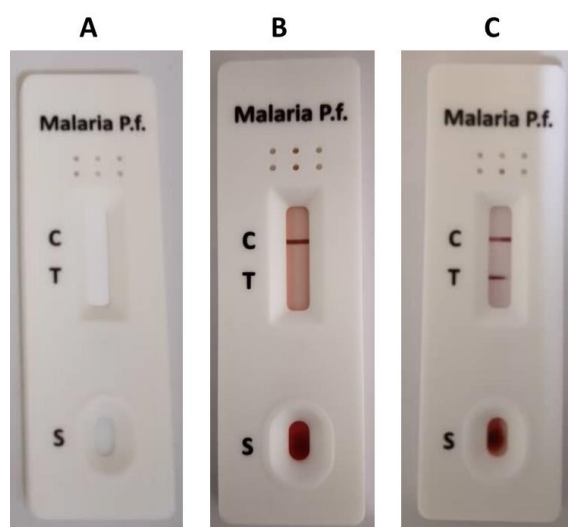 A B C
Malaria P.f. Malaria P.f. Malaria P.f.
C C C
T T T
S S S